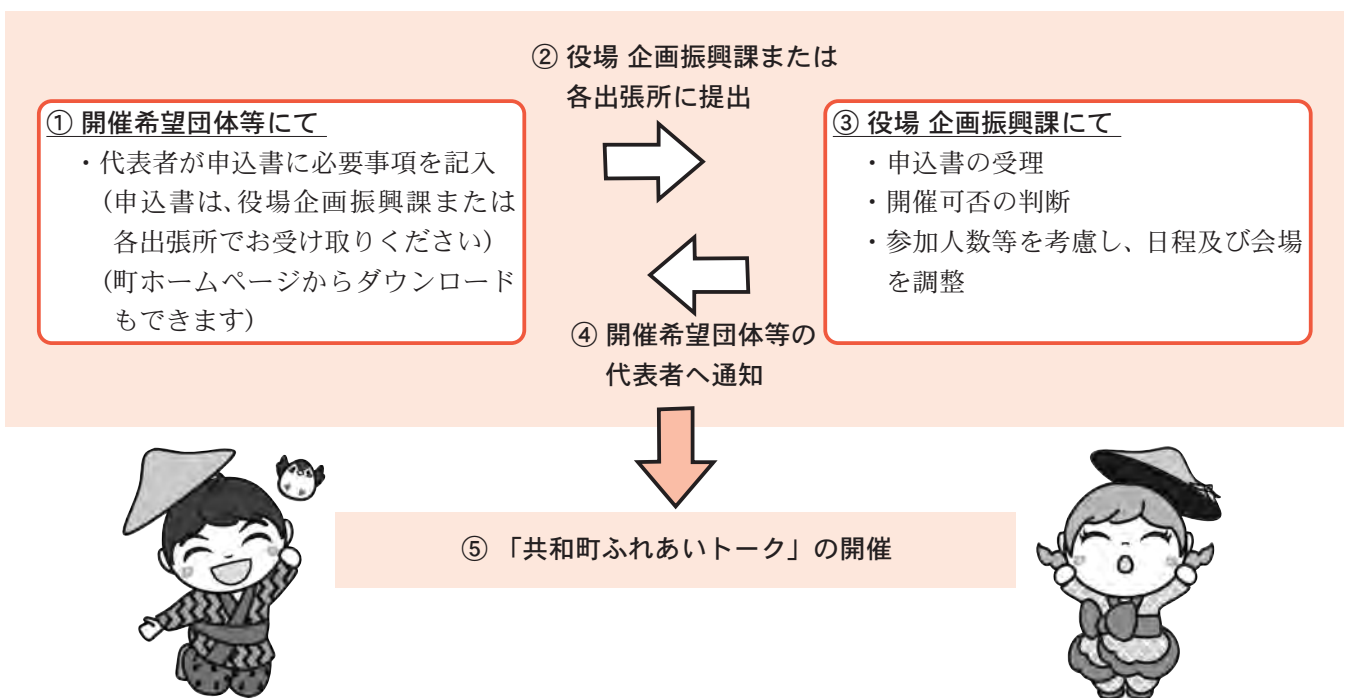 ① 開催希望団体等にて
・代表者が申込書に必要事項を記入
(申込書は、役場企画振興課または
各出張所でお受け取りください)
(町ホームページからダウンロード
もできます)
② 役場 企画振興課または
各出張所に提出
③ 役場 企画振興課にて
・申込書の受理
・開催可否の判断
・参加人数等を考慮し、日程及び会場
を調整
④ 開催希望団体等の
代表者へ通知
⑤ 「共和町ふれあいトーク」の開催